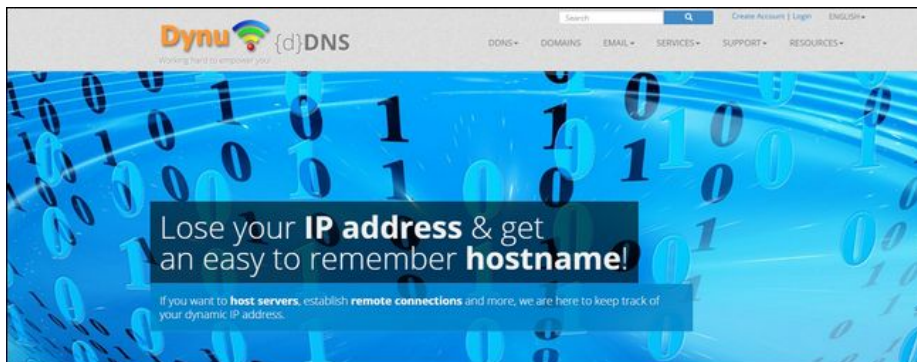 Search
Create Account | Login
ENGLISH
Dynu {d}DNS
Working hard to empower you!
DDNS
DOMAINS
EMAIL
SERVICES
SUPPORT
RESOURCES
Lose your IP address & get
an easy to remember hostname!
If you want to host servers, establish remote connections and more, we are here to keep track of
your dynamic IP address.